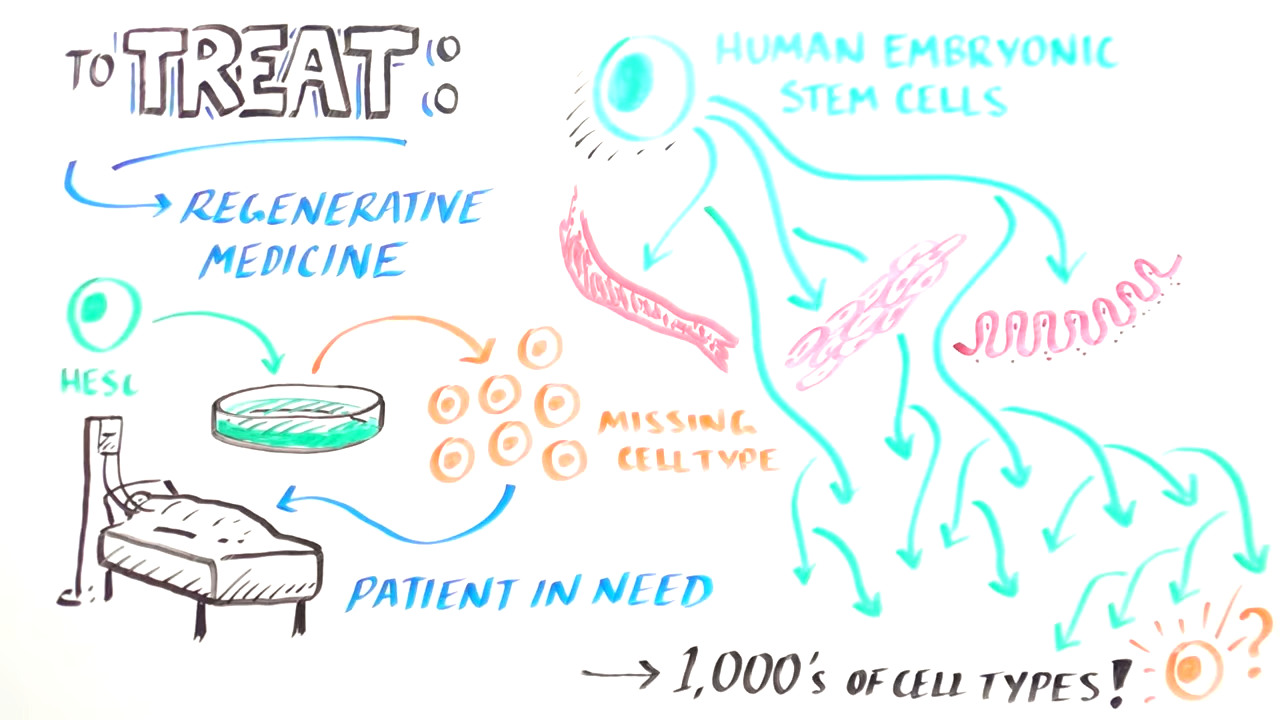 TO TREAT:
REGENERATIVE
MEDICINE
HESC
MISSING
CELL TYPE
PATIENT IN NEED
HUMAN EMBRYONIC
STEM CELLS
→ 1,000's OF CELL TYPES!
?